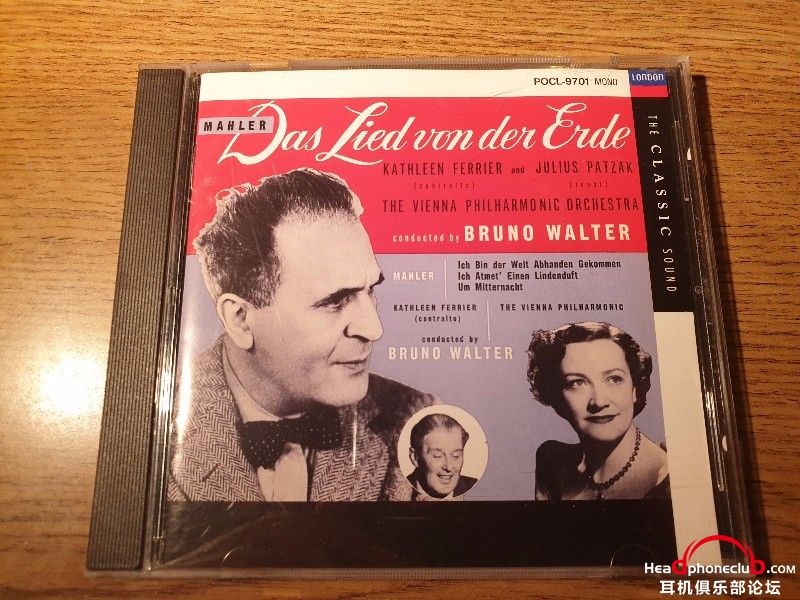 POCL-9701 MONO
LONDON
MAHLER
Das Lied von der Erde
KATHLEEN FERRIER and JULIUS PATZAK
(contralto) (tenor)
THE VIENNA PHILHARMONIC ORCHESTRA
conducted by BRUNO WALTER
THE CLASSIC SOUND
MAHLER
Ich Bin der Welt Abhanden Gekommen
Ich Atmet' Einen Lindenduft
Um Mitternacht
KATHLEEN FERRIER
(contralto)
THE VIENNA PHILHARMONIC
conducted by
BRUNO WALTER
HeadphoneclUb.com
耳机俱乐部论坛